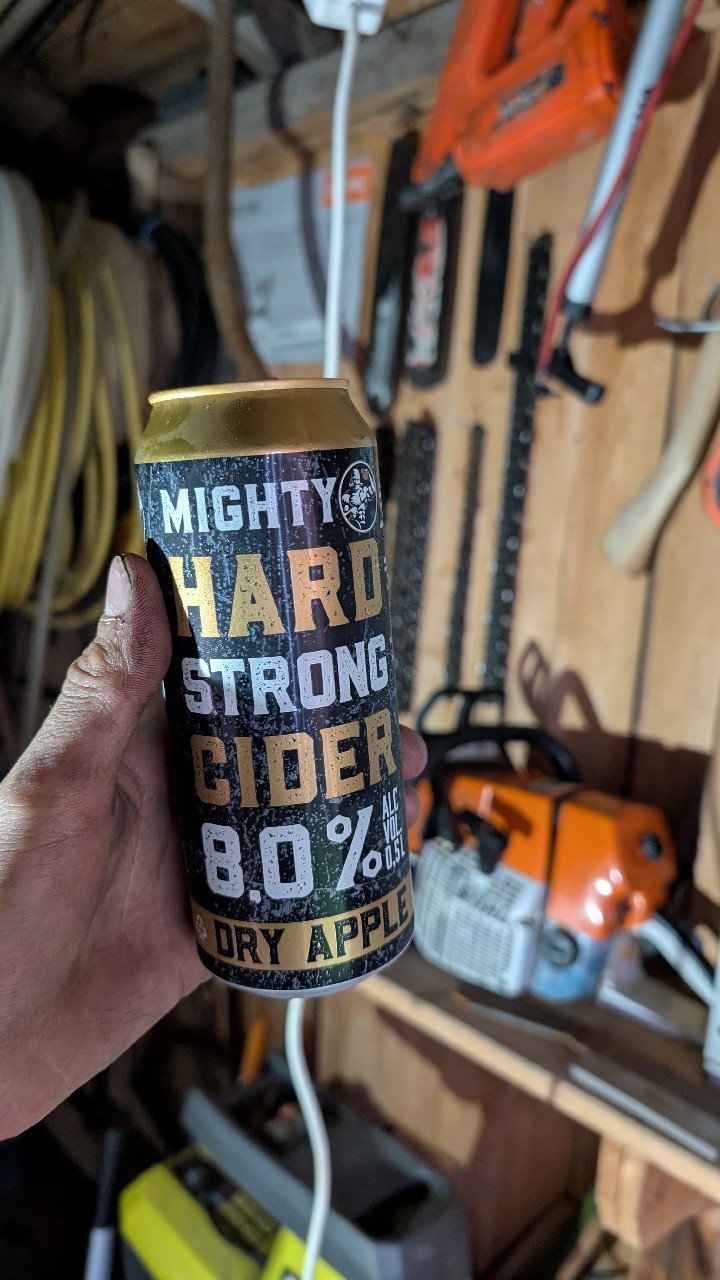 MIGHTY
HARD
STRONG
CIDER
8,0%
ALC
VOL.
0.5L
DRY APPLE